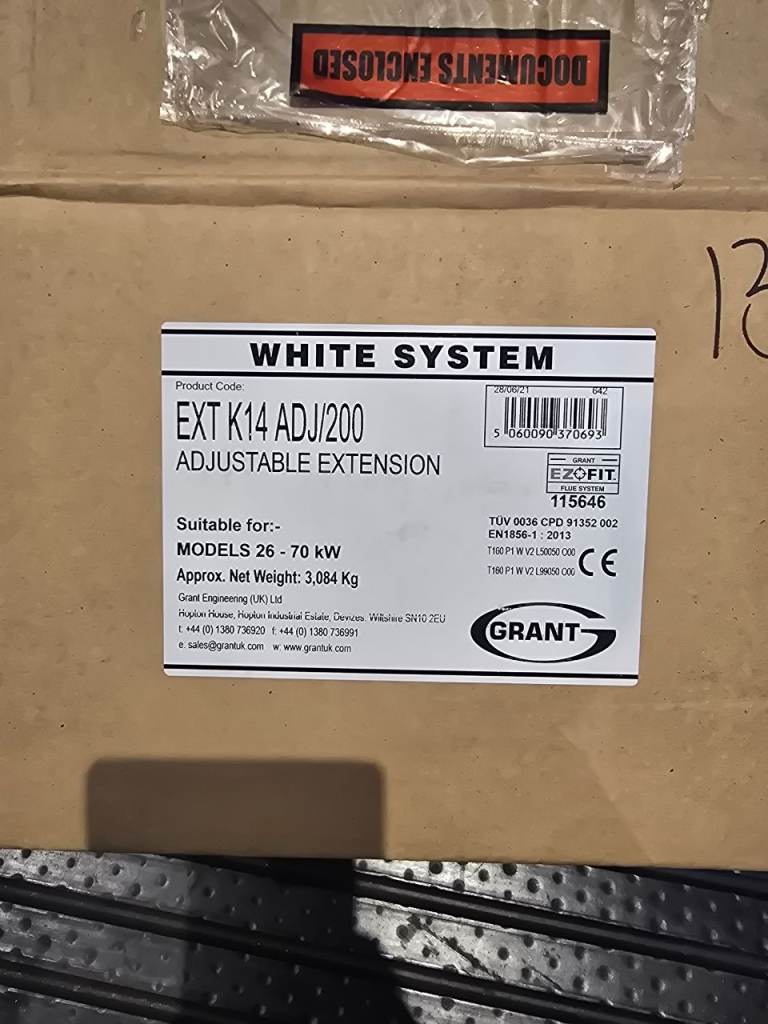 DOCUMENTS ENCLOSED
13
WHITE SYSTEM
Product Code:
EXT K14 ADJ/200
ADJUSTABLE EXTENSION
28/06/21 642
5 060090 370693
GRANT
EZ FIT.
FLUE SYSTEM
115646
Suitable for:-
MODELS 26 - 70 kW
Approx. Net Weight: 3,084 Kg
TÜV 0036 CPD 91352 002
EN1856-1 : 2013
T160 P1 W V2 L50050 O00
T160 P1 W V2 L99050 O00
CE
Grant Engineering (UK) Ltd
Hopton House, Hopton Industrial Estate, Devizes. Wiltshire SN10 2EU
t. +44 (0) 1380 736920 f: +44 (0) 1380 736991
e. sales@grantuk.com w: www.grantuk.com
GRANT